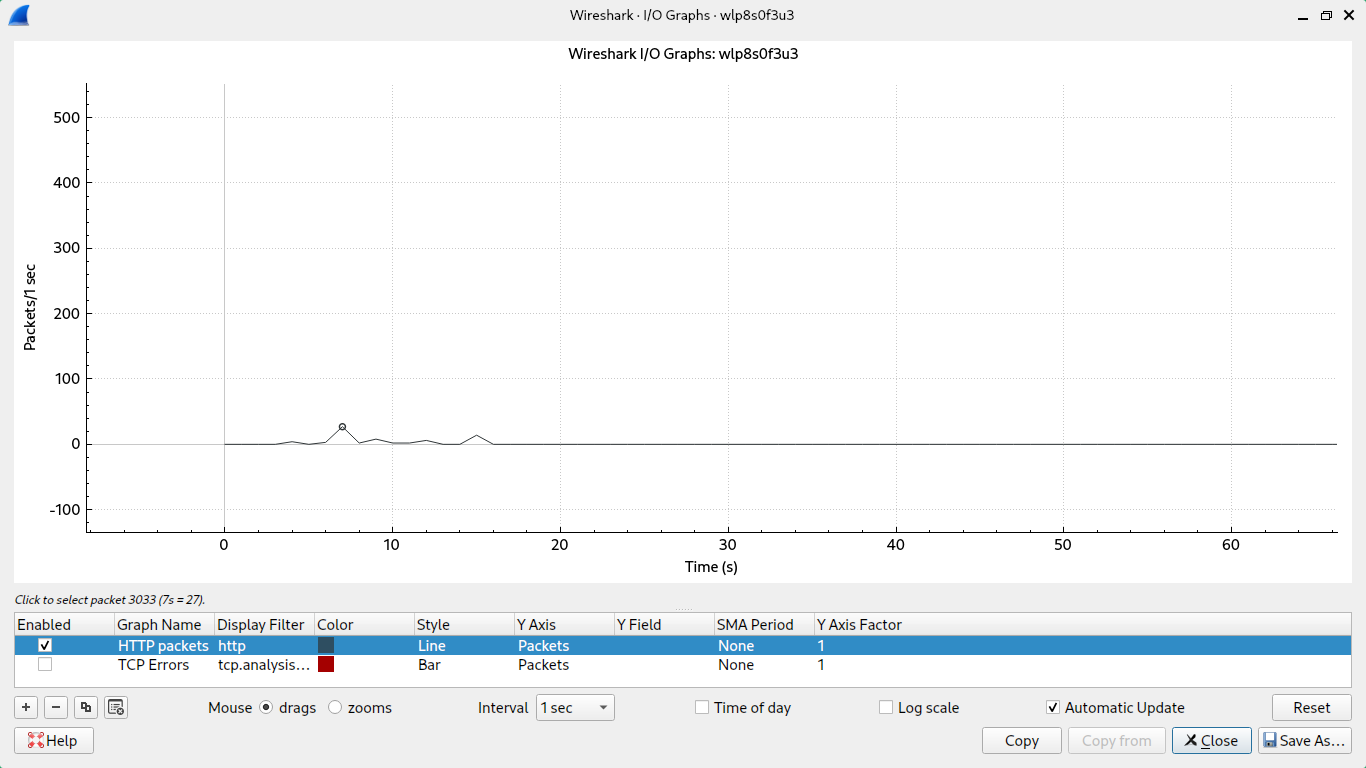 Wireshark · I/O Graphs · wlp8s0f3u3
Wireshark I/O Graphs: wlp8s0f3u3
500
400
300
200
100
0
-100
Packets/1 sec
0 10 20 30 40 50 60
Time (s)
Click to select packet 3033 (7s = 27).
Enabled Graph Name Display Filter Color Style Y Axis Y Field SMA Period Y Axis Factor
HTTP packets http Line Packets None 1
TCP Errors tcp.analysis... Bar Packets None 1
Mouse drags zooms Interval 1 sec Time of day Log scale Automatic Update Reset
Help Copy Copy from Close Save As...